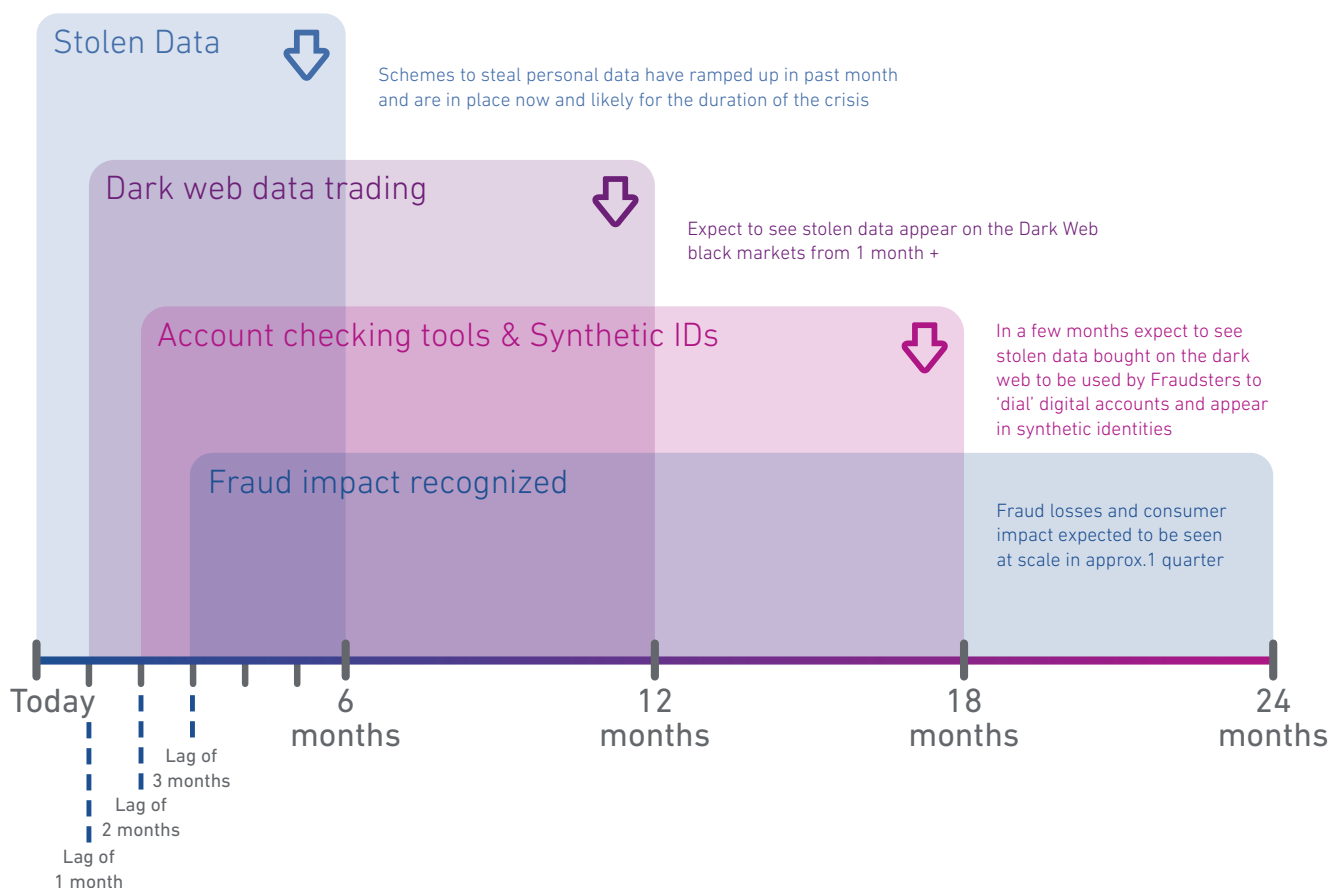 Stolen Data
Schemes to steal personal data have ramped up in past month
and are in place now and likely for the duration of the crisis
Dark web data trading
Expect to see stolen data appear on the Dark Web
black markets from 1 month +
Account checking tools & Synthetic IDs
In a few months expect to see
stolen data bought on the dark
web to be used by Fraudsters to
‘dial’ digital accounts and appear
in synthetic identities
Fraud impact recognized
Fraud losses and consumer
impact expected to be seen
at scale in approx.1 quarter
Today
6
months
12
months
18
months
24
months
Lag of
3 months
Lag of
2 months
Lag of
1 month